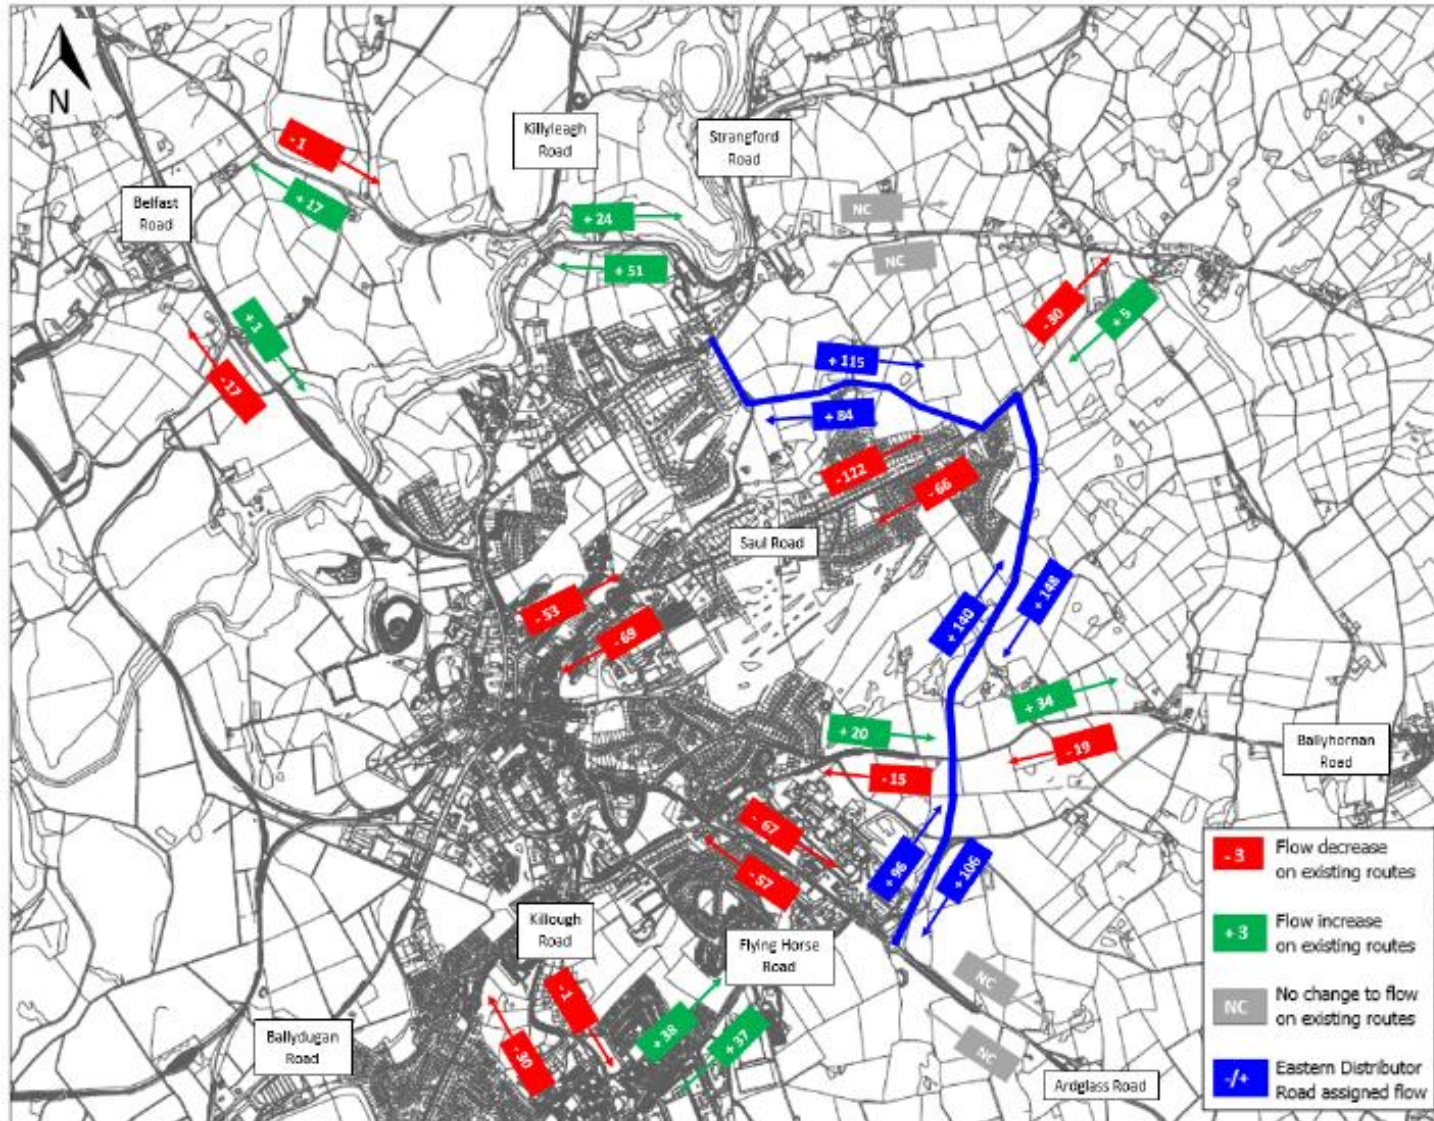 N
Killyleagh
Road
Strangford
Road
- 1
+ 17
Belfast
Road
+ 24
+ 51
NC
NC
- 30
+ 5
+ 1
- 17
+ 115
+ 84
-122
- 66
Saul Road
- 53
- 69
+ 140
+ 148
+ 34
+ 20
- 19
- 15
Ballyhornan
Road
- 67
- 57
+ 96
+ 106
Killough
Road
Flying Horse
Road
- 1
- 30
+ 38
+ 37
NC
NC
Ballydugan
Road
Ardglass Road
- 3
Flow decrease
on existing routes
+ 3
Flow increase
on existing routes
NC
No change to flow
on existing routes
-/+
Eastern Distributor
Road assigned flow